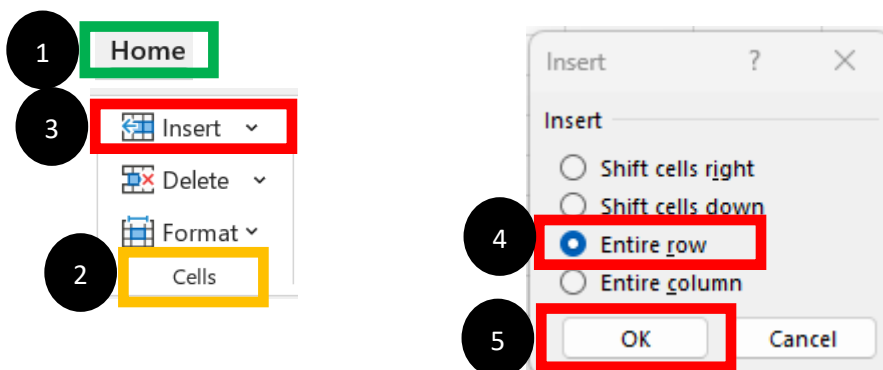 1 Home
3 Insert
Delete
Format
2 Cells
Insert ?
Insert
Shift cells right
Shift cells down
4 Entire row
Entire column
5 OK Cancel